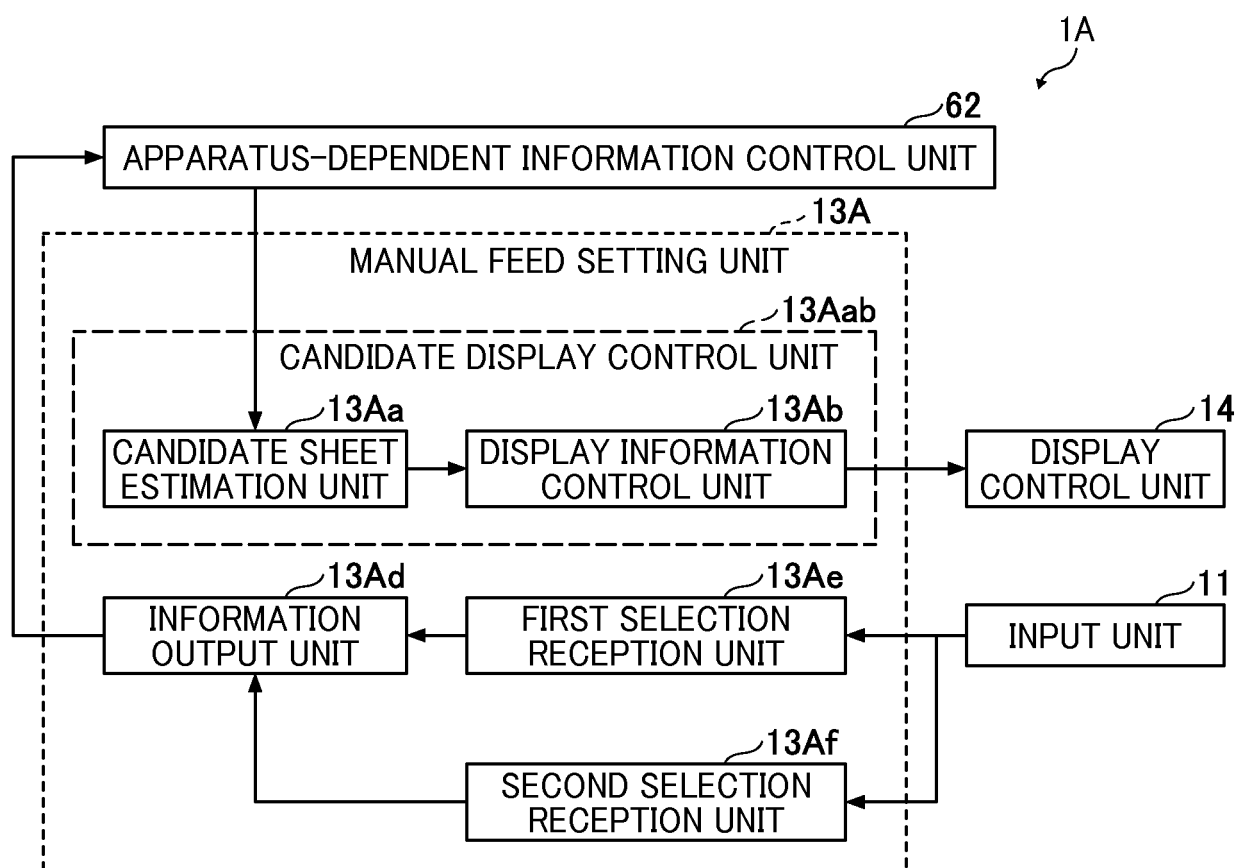 1A
62
APPARATUS-DEPENDENT INFORMATION CONTROL UNIT
13A
MANUAL FEED SETTING UNIT
13Aab
CANDIDATE DISPLAY CONTROL UNIT
13Aa
CANDIDATE SHEET
ESTIMATION UNIT
13Ab
DISPLAY INFORMATION
CONTROL UNIT
14
DISPLAY
CONTROL UNIT
13Ad
INFORMATION
OUTPUT UNIT
13Ae
FIRST SELECTION
RECEPTION UNIT
11
INPUT UNIT
13Af
SECOND SELECTION
RECEPTION UNIT